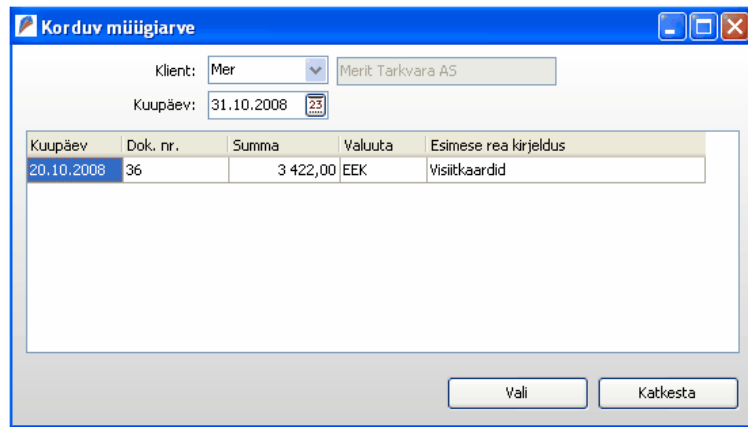 Korduv müügiarve
Klient: Mer Merit Tarkvara AS
Kuupäev: 31.10.2008 23
Kuupäev Dok. nr. Summa Valuuta Esimese rea kirjeldus
20.10.2008 36 3 422,00 EEK Visiitkaardid
Vali Katkesta